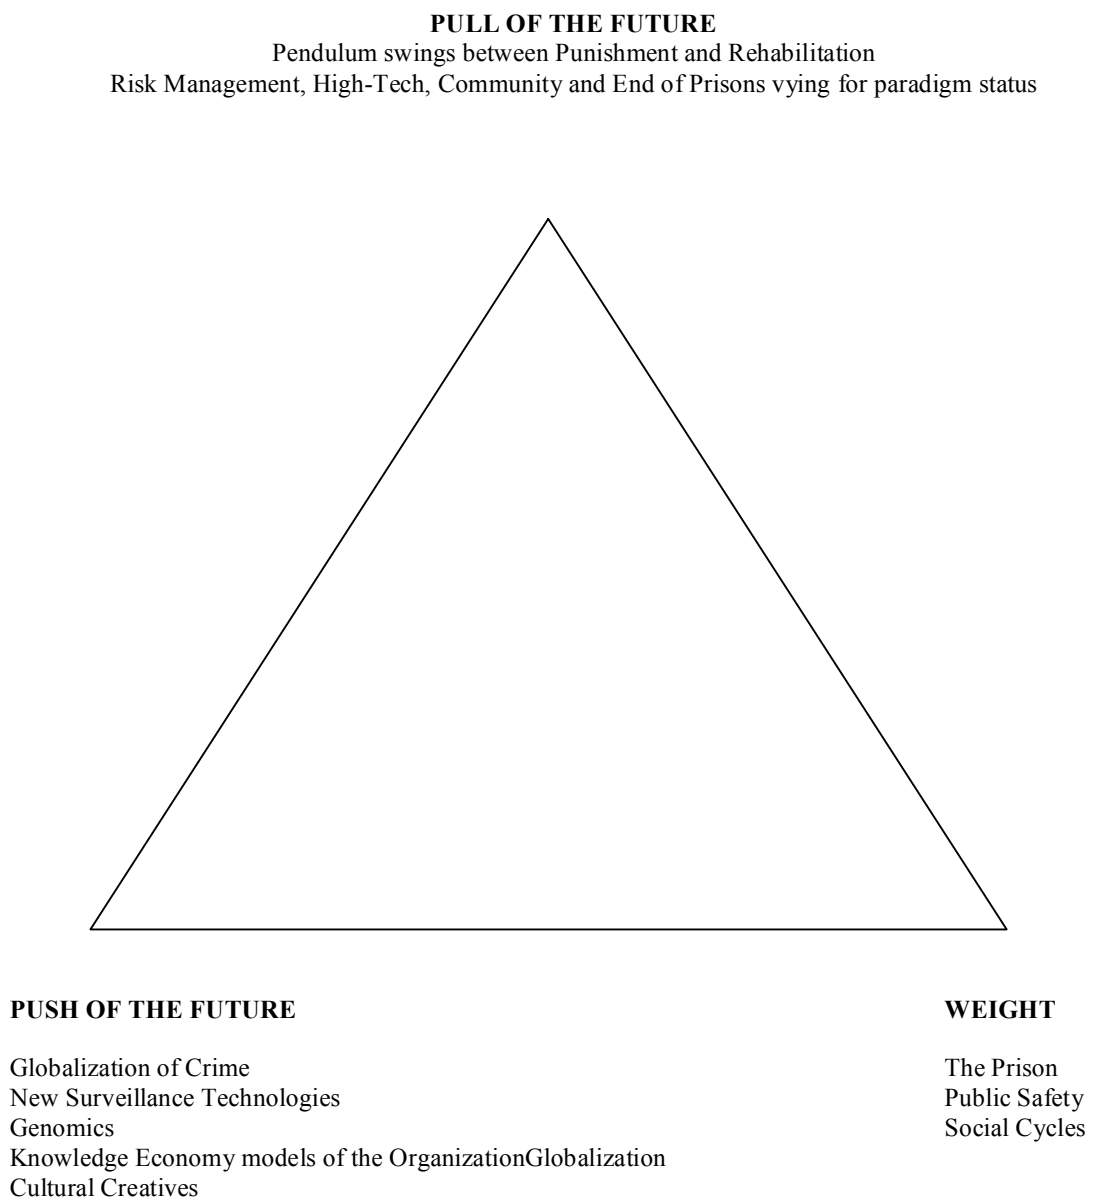 PULL OF THE FUTURE
Pendulum swings between Punishment and Rehabilitation
Risk Management, High-Tech, Community and End of Prisons vying for paradigm status
PUSH OF THE FUTURE
Globalization of Crime
New Surveillance Technologies
Genomics
Knowledge Economy models of the OrganizationGlobalization
Cultural Creatives
WEIGHT
The Prison
Public Safety
Social Cycles